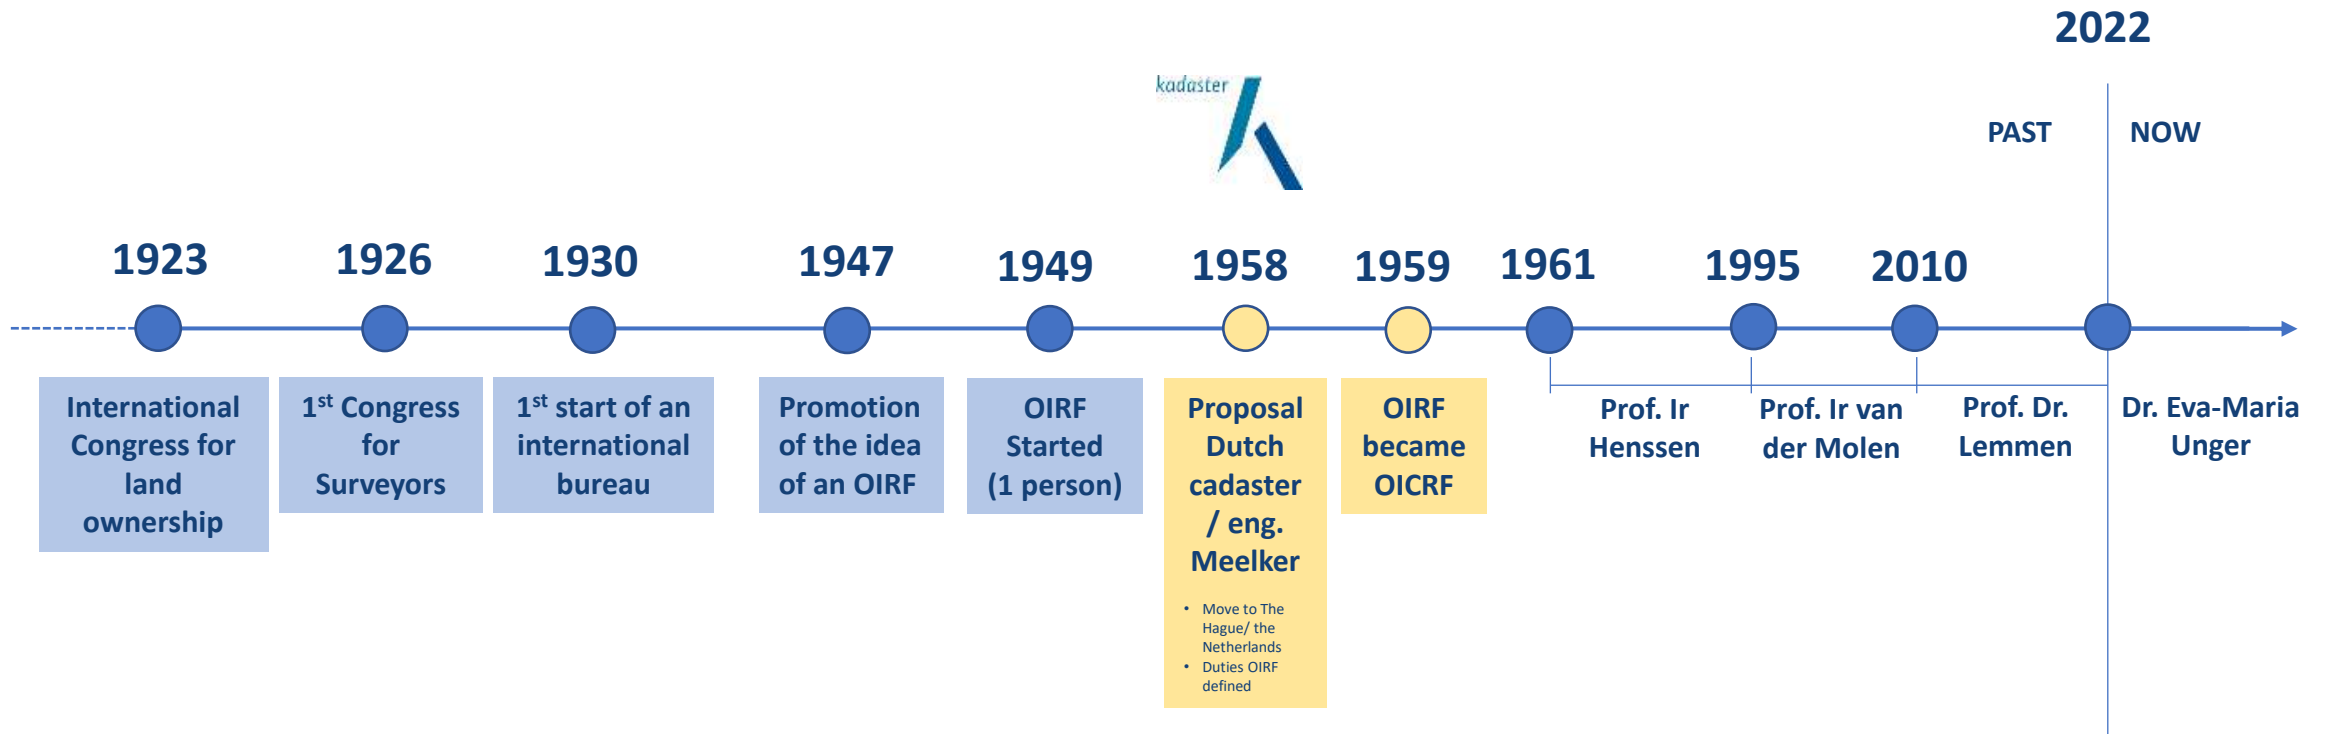 2022
kadaster
PAST
NOW
1923
1926
1930
1947
1949
1958
1959
1961
1995
2010
International
Congress for
land
ownership
1st Congress
for
Surveyors
1st start of an
international
bureau
Promotion
of the idea
of an OIRF
OIRF
Started
(1 person)
Proposal
Dutch
cadaster
/ eng.
Meelker
• Move to The
Hague/ the
Netherlands
• Duties OIRF
defined
OIRF
became
OICRF
Prof. Ir
Henssen
Prof. Ir van
der Molen
Prof. Dr.
Lemmen
Dr. Eva-Maria
Unger